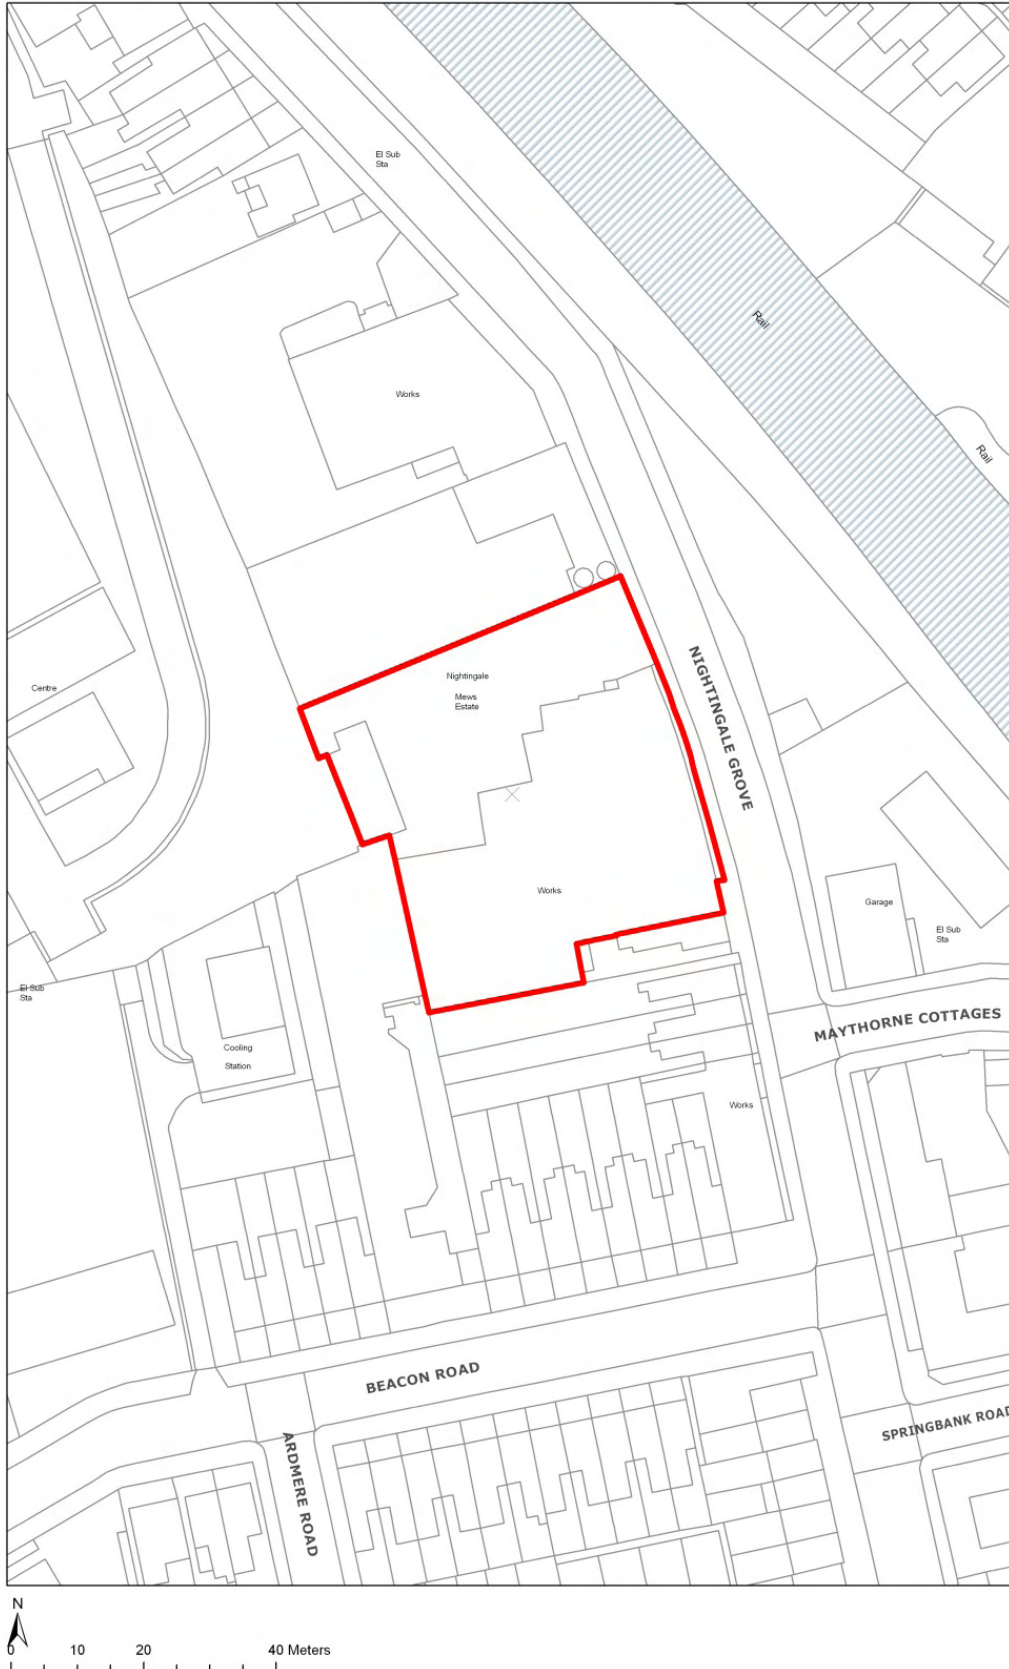 El Sub
Sta
Rail
Works
Rail
Nightingale
Mews
Estate
NIGHTINGALE GROVE
Centre
Works
Garage
El Sub
Sta
El Sub
Sta
MAYTHORNE COTTAGES
Cooling
Station
Works
BEACON ROAD
SPRINGBANK ROAD
ARDMERE ROAD
N
0 10 20 40 Meters